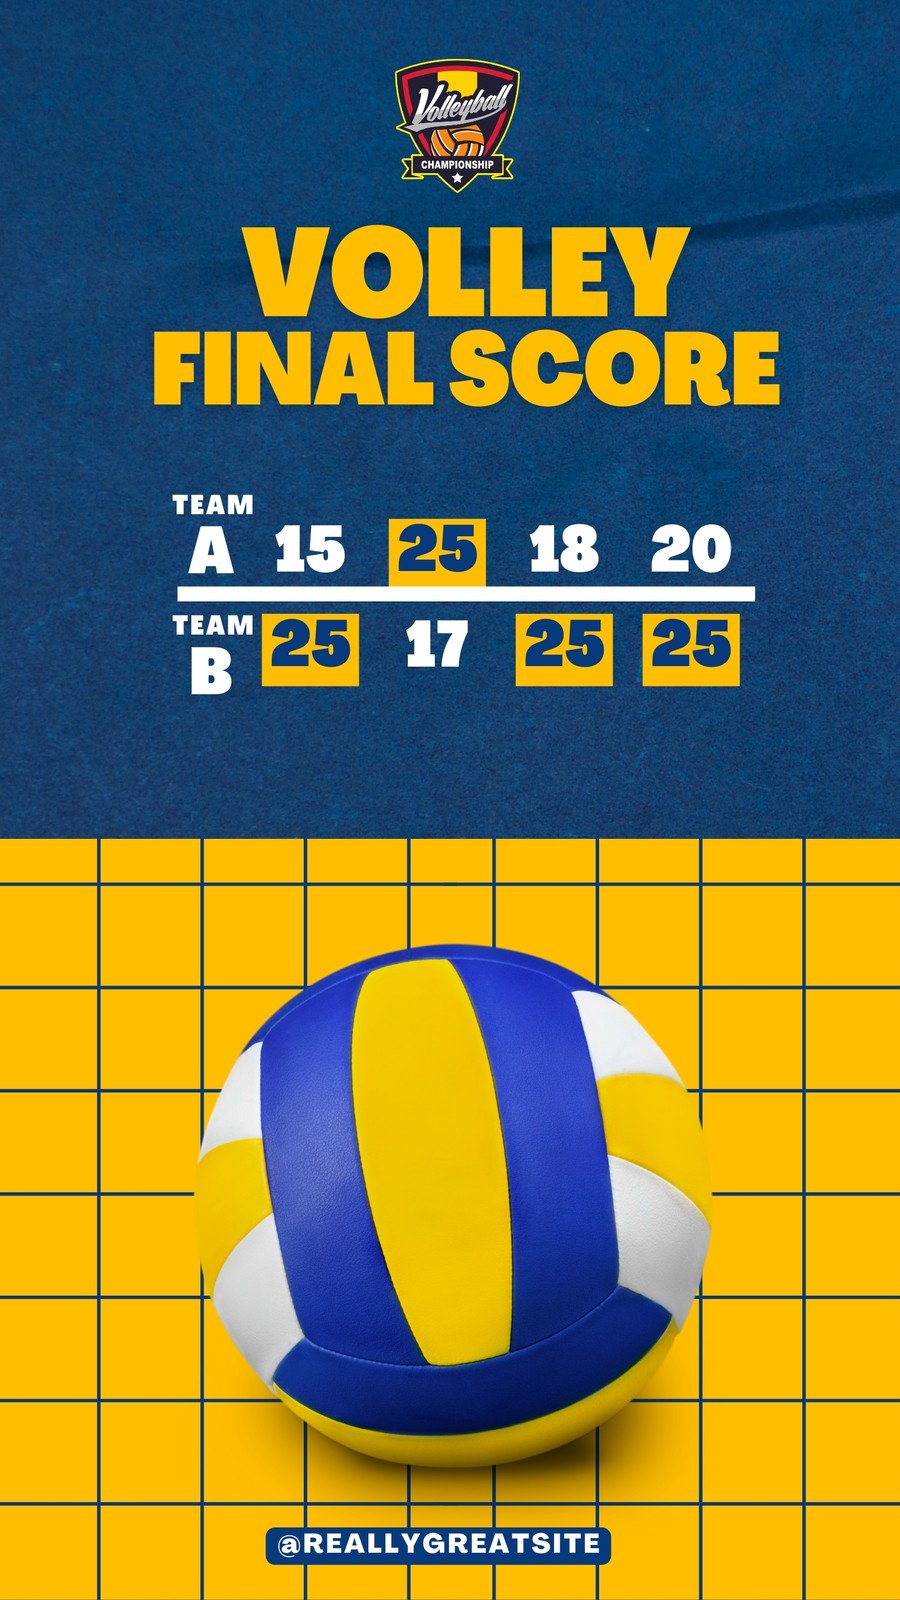 Volleyball
CHAMPIONSHIP
VOLLEY
FINAL SCORE
TEAM
A 15 25 18 20
TEAM
B 25 17 25 25
@REALLYGREATSITE